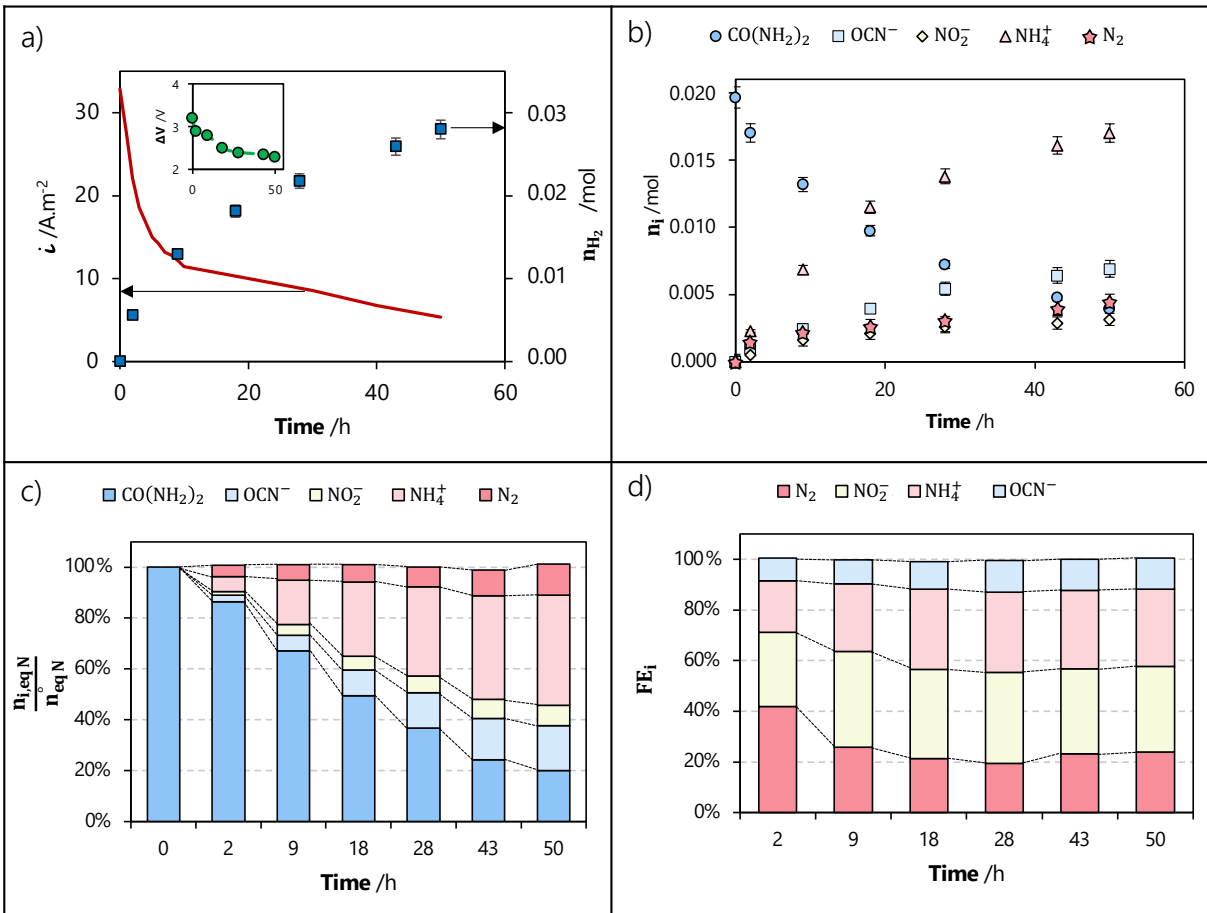 a)
i /A.m⁻²
30
20
10
0
0 20 40 60
Time /h
0.03
0.02
0.01
0.00
n_H₂ /mol
ΔV /V
4
3
2
0 50
b)
CO(NH₂)₂ OCN⁻ NO₂⁻ NH₄⁺ N₂
nᵢ /mol
0.020
0.015
0.010
0.005
0.000
0 20 40 60
Time /h
c)
CO(NH₂)₂ OCN⁻ NO₂⁻ NH₄⁺ N₂
n_i,eq N
n°_eq N
100%
80%
60%
40%
20%
0%
0 2 9 18 28 43 50
Time /h
d)
N₂ NO₂⁻ NH₄⁺ OCN⁻
FEᵢ
100%
80%
60%
40%
20%
0%
2 9 18 28 43 50
Time /h